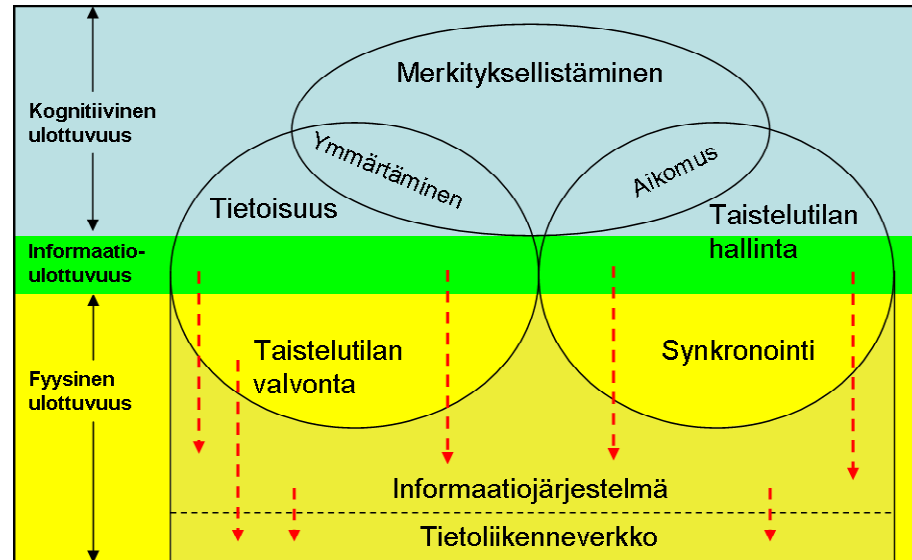 Merkityksellistäminen
Kognitiivinen
ulottuvuus
Ymmärtäminen
Aikomus
Tietoisuus
Taistelutilan
hallinta
Informaatio-
ulottuvuus
Taistelutilan
valvonta
Synkronointi
Fyysinen
ulottuvuus
Informaatiojärjestelmä
Tietoliikenneverkko